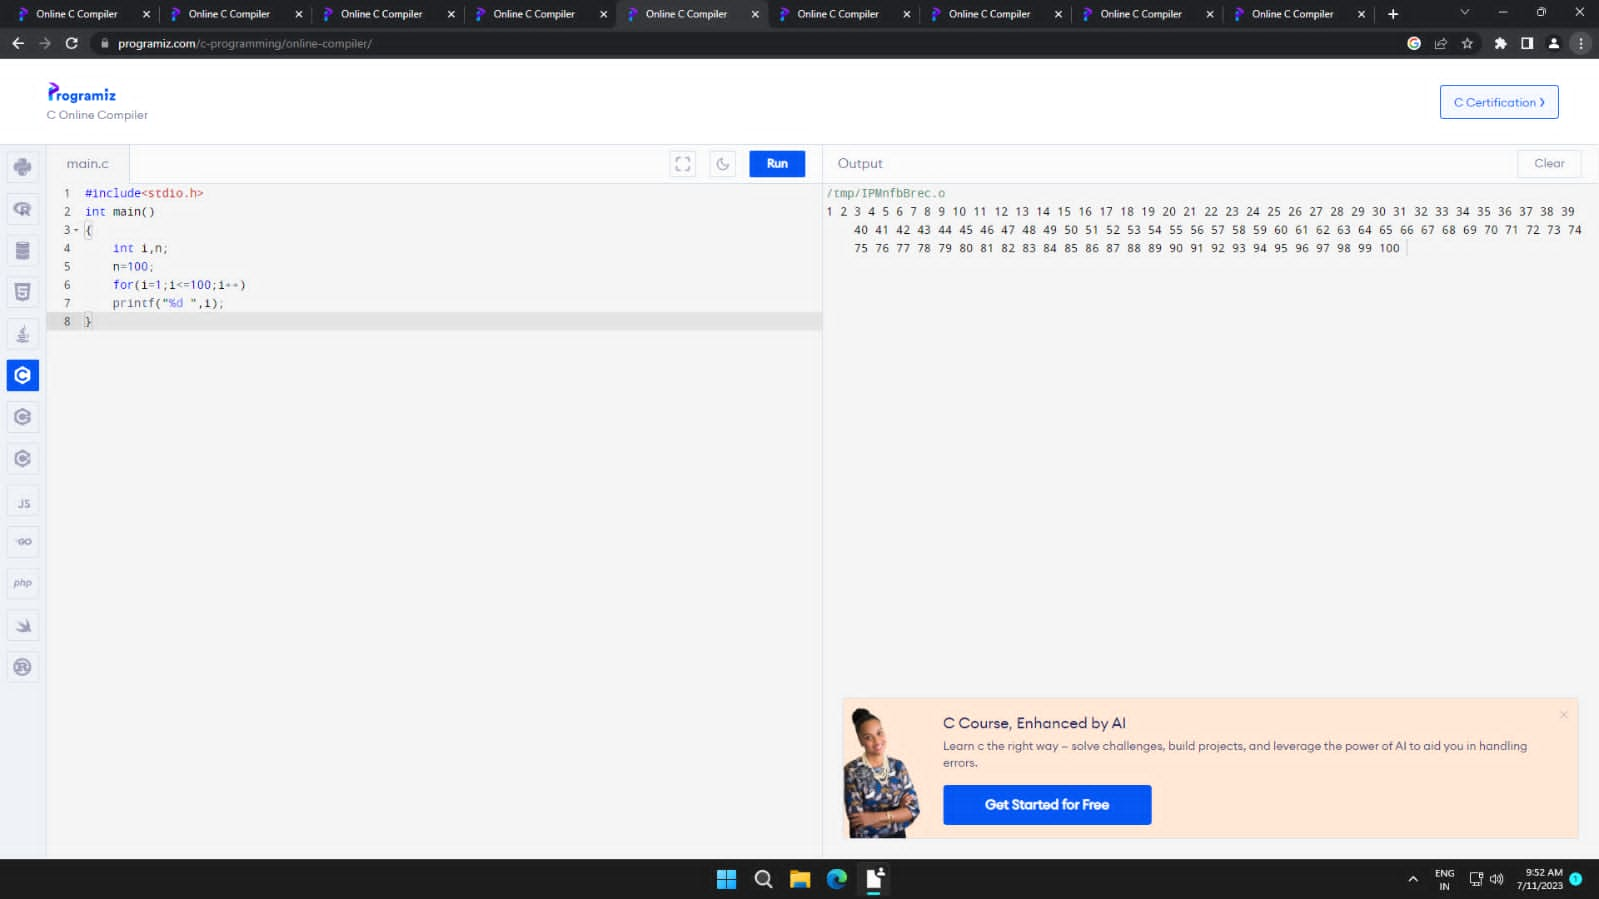 Online C Compiler Online C Compiler Online C Compiler Online C Compiler Online C Compiler Online C Compiler Online C Compiler Online C Compiler Online C Compiler
programiz.com/c-programming/online-compiler/
Programiz
C Online Compiler
C Certification ❯
main.c
Run
Output
Clear
1 #include<stdio.h>
2 int main()
3 {
4 int i,n;
5 n=100;
6 for(i=1;i<=100;i++)
7 printf("%d ",i);
8 }
/tmp/IPMnfbBrec.o
1 2 3 4 5 6 7 8 9 10 11 12 13 14 15 16 17 18 19 20 21 22 23 24 25 26 27 28 29 30 31 32 33 34 35 36 37 38 39
40 41 42 43 44 45 46 47 48 49 50 51 52 53 54 55 56 57 58 59 60 61 62 63 64 65 66 67 68 69 70 71 72 73 74
75 76 77 78 79 80 81 82 83 84 85 86 87 88 89 90 91 92 93 94 95 96 97 98 99 100
JS
GO
php
C Course, Enhanced by AI
Learn c the right way – solve challenges, build projects, and leverage the power of AI to aid you in handling
errors.
Get Started for Free
ENG
IN
9:52 AM
7/11/2023
1